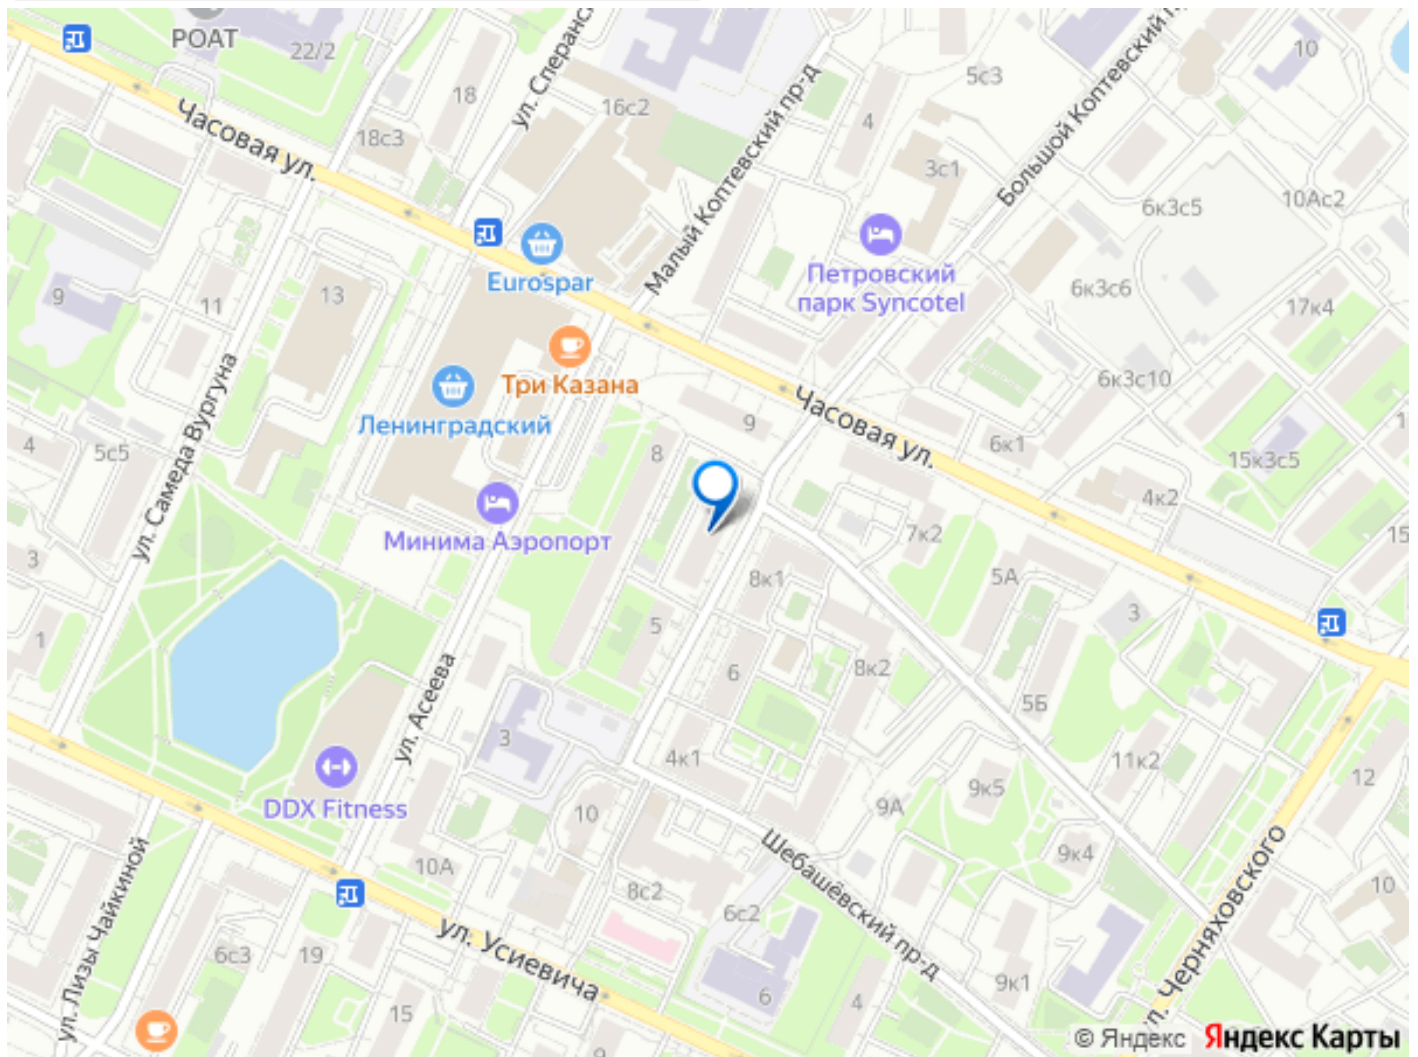 РОАТ
22/2
ул. Сперанс
16с2
18
18с3
Часовая ул.
Малый Коптевский пр-д
4
5с3
Большой Коптевский п
10
3с1
6к3с5
10Ас2
Петровский
парк Syncotel
6к3с6
17к4
6к3с10
Eurospar
9
11
13
Три Казана
Ленинградский
ул. Самеда Вургуна
4
5с5
8
9
Часовая ул.
6к1
15к3с5
4к2
15
Минима Аэропорт
7к2
3
8к1
5А
3
1
5
6
8к2
5Б
ул. Асеева
3
4к1
11к2
12
DDX Fitness
10
9А
9к5
9к4
10А
Шебашёвский пр-д
8с2
6с2
10
ул. Лизы Чайкиной
ул. Усиевича
6с3
19
15
6
4
9к1
ул. Черняховского
9
© Яндекс Яндекс Карты